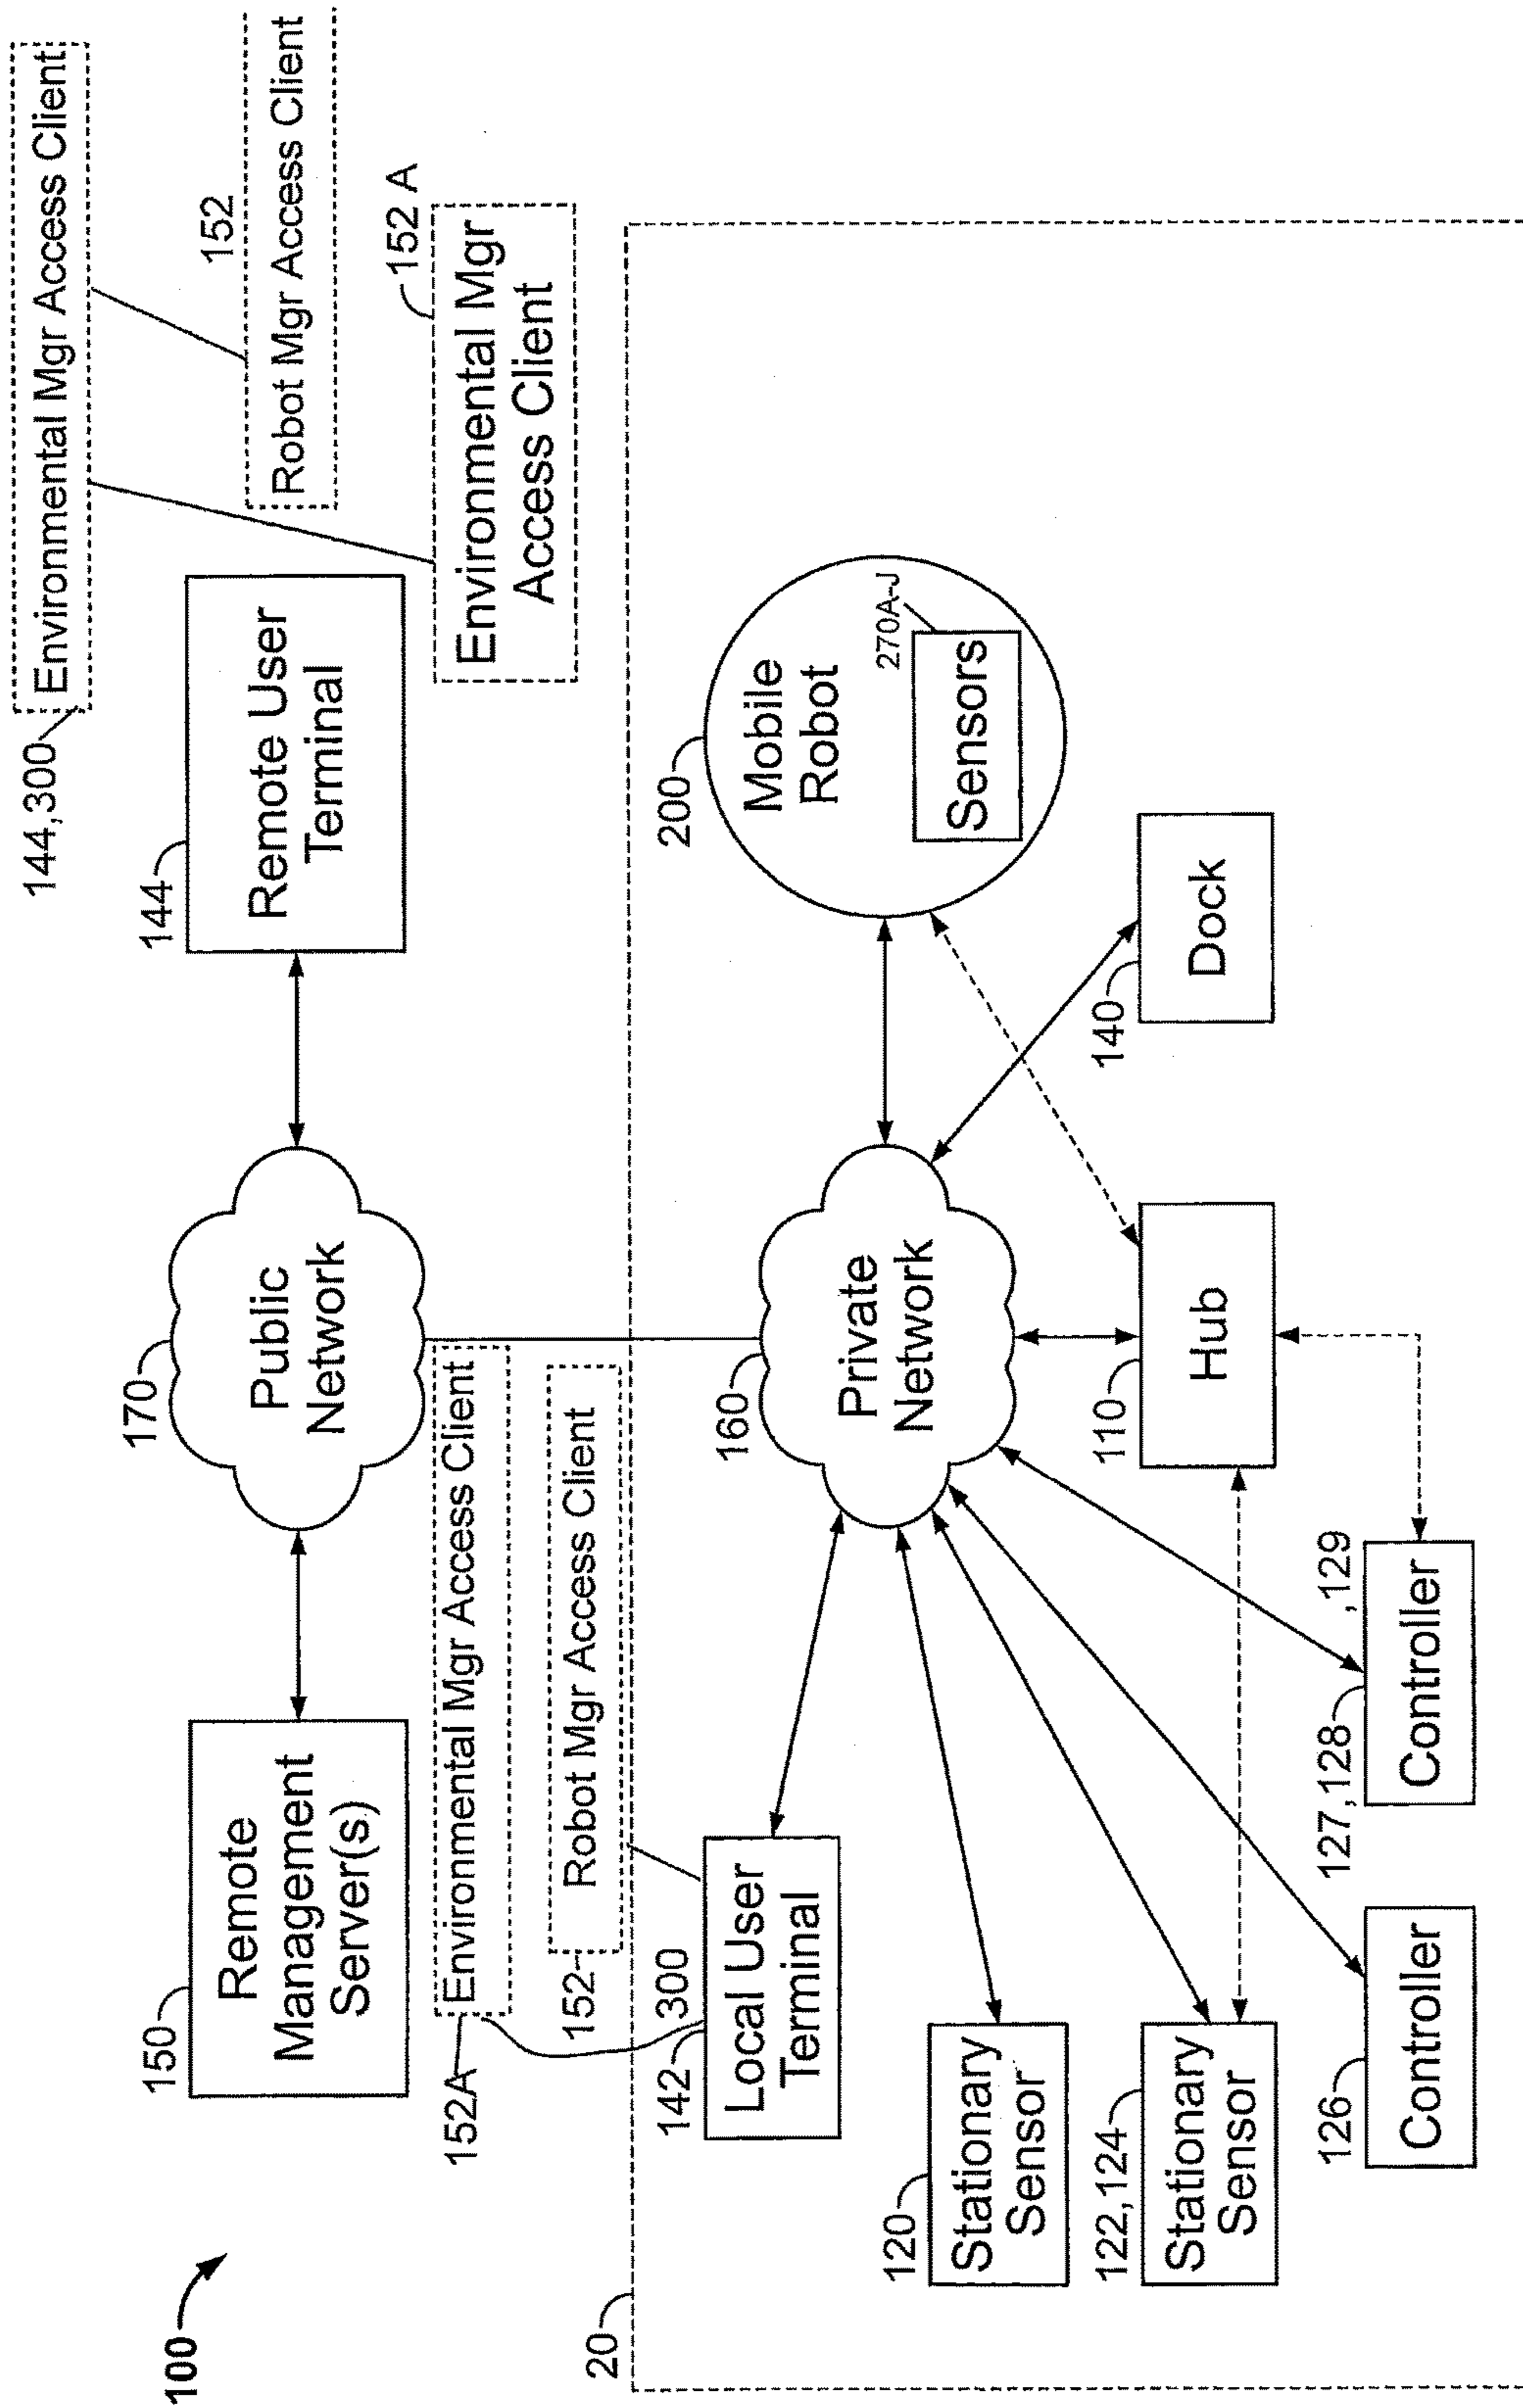 100
144,300
Environmental Mgr Access Client
152
Robot Mgr Access Client
152 A
Environmental Mgr
Access Client
150
Remote
Management
Server(s)
170
Public
Network
144
Remote User
Terminal
152A
Environmental Mgr Access Client
152
Robot Mgr Access Client
20
142
300
Local User
Terminal
160
Private
Network
200
Mobile
Robot
270A-J
Sensors
120
Stationary
Sensor
122,124
Stationary
Sensor
126
Controller
127,128
,129
Controller
110
Hub
140
Dock